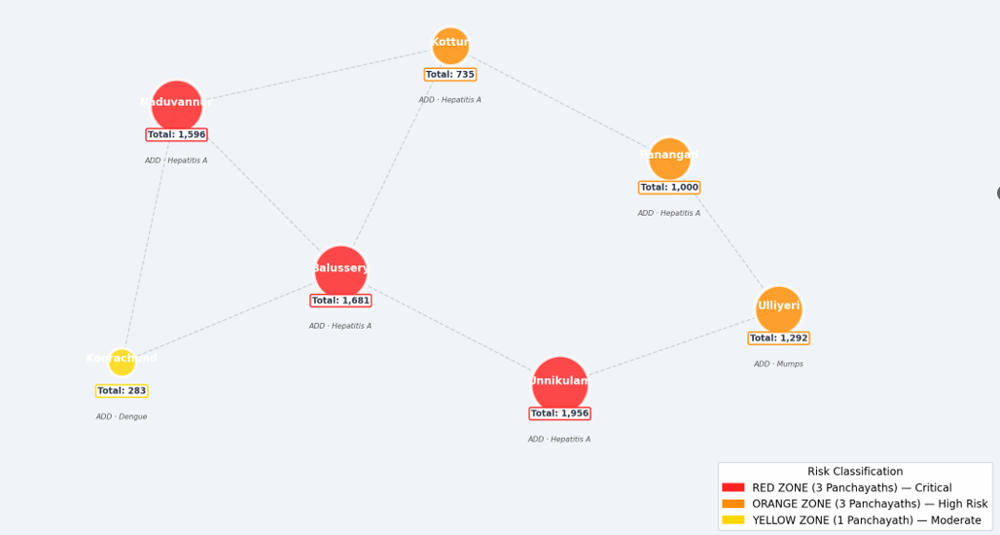 Kottur
Total: 735
ADD · Hepatitis A
Naduvannur
Total: 1,596
ADD · Hepatitis A
Panangad
Total: 1,000
ADD · Hepatitis A
Balussery
Total: 1,681
ADD · Hepatitis A
Ulliyeri
Total: 1,292
ADD · Mumps
Koorachund
Total: 283
ADD · Dengue
Unnikulam
Total: 1,956
ADD · Hepatitis A
Risk Classification
RED ZONE (3 Panchayaths) — Critical
ORANGE ZONE (3 Panchayaths) — High Risk
YELLOW ZONE (1 Panchayath) — Moderate